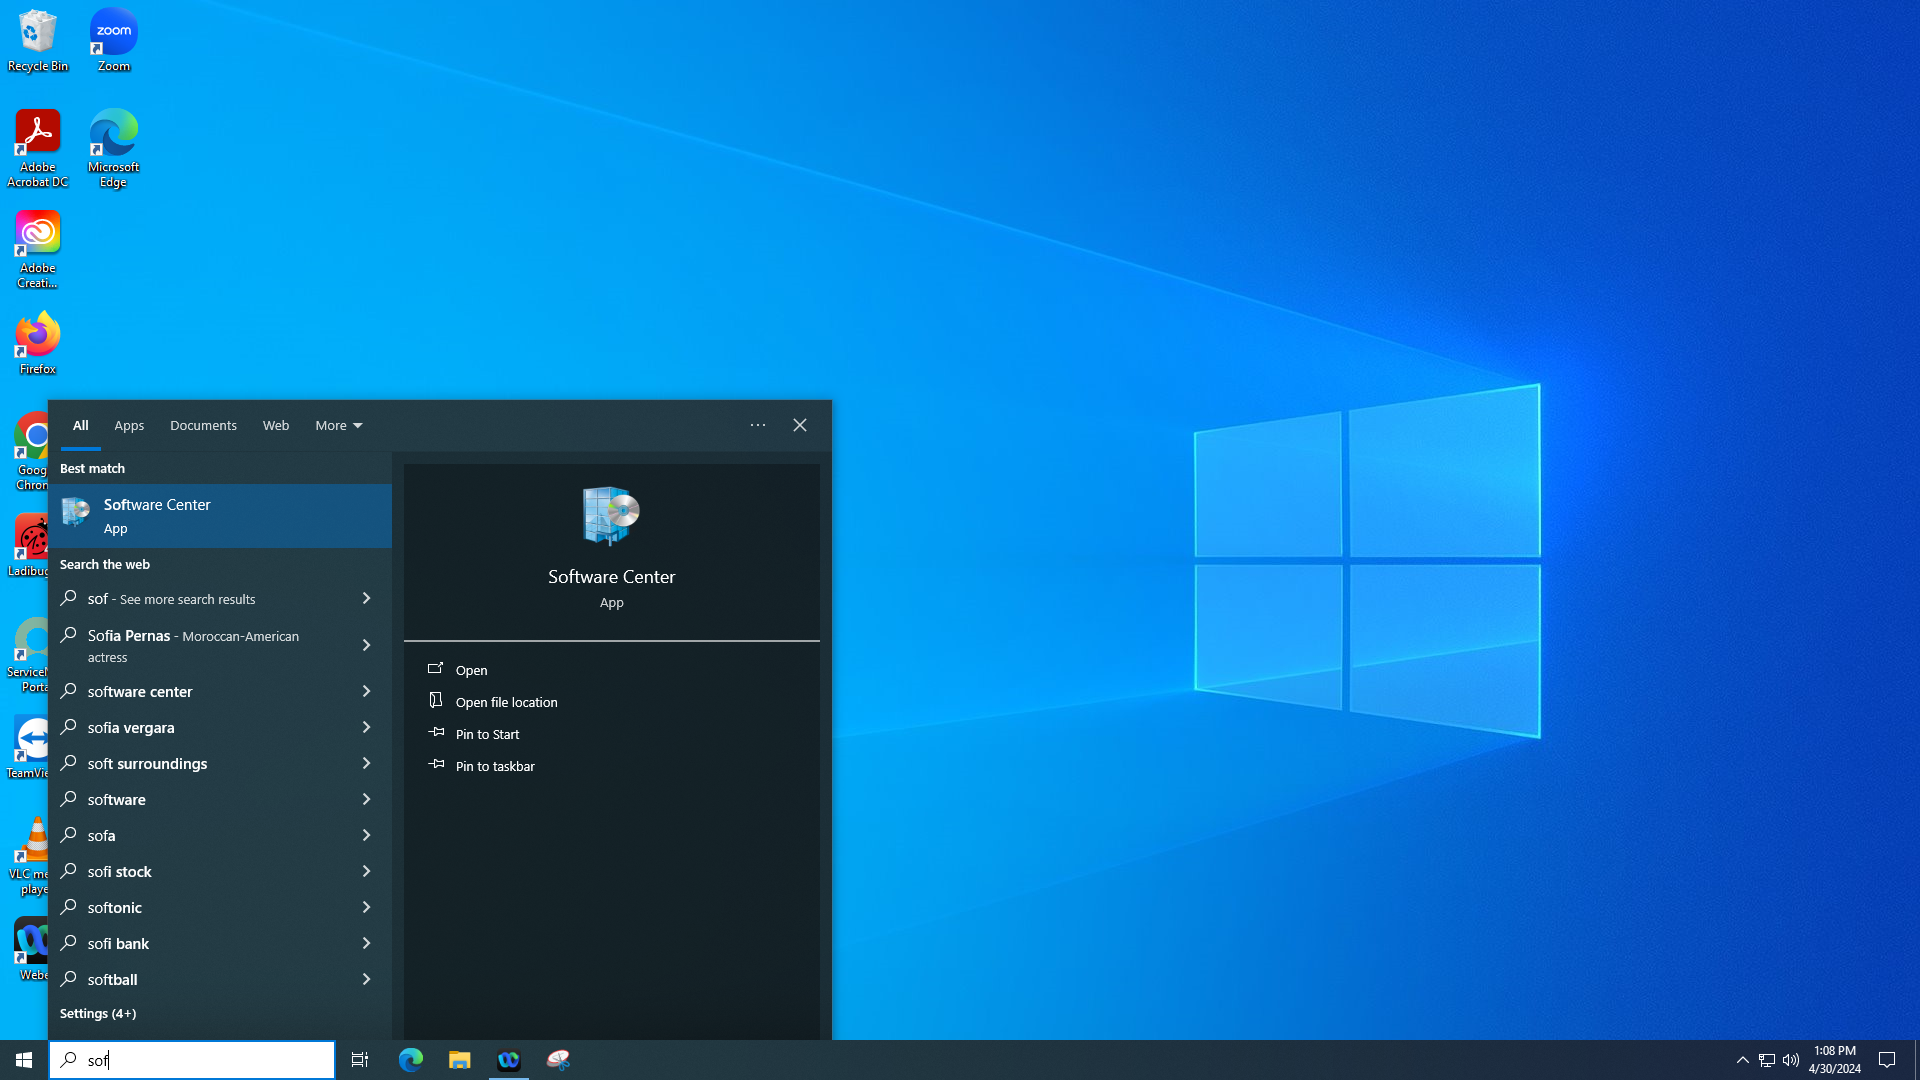 Recycle Bin
zoom
Zoom
Adobe
Acrobat DC
Microsoft
Edge
Adobe
Creati...
Firefox
Goog
Chron
Ladibug
ServiceN
Porta
TeamVie
VLC me
playe
Webe
All
Apps
Documents
Web
More
Best match
Software Center
App
Search the web
sof - See more search results
Sofia Pernas - Moroccan-American
actress
software center
sofia vergara
soft surroundings
software
sofa
sofi stock
softonic
sofi bank
softball
Settings (4+)
Software Center
App
Open
Open file location
Pin to Start
Pin to taskbar
sof
1:08 PM
4/30/2024